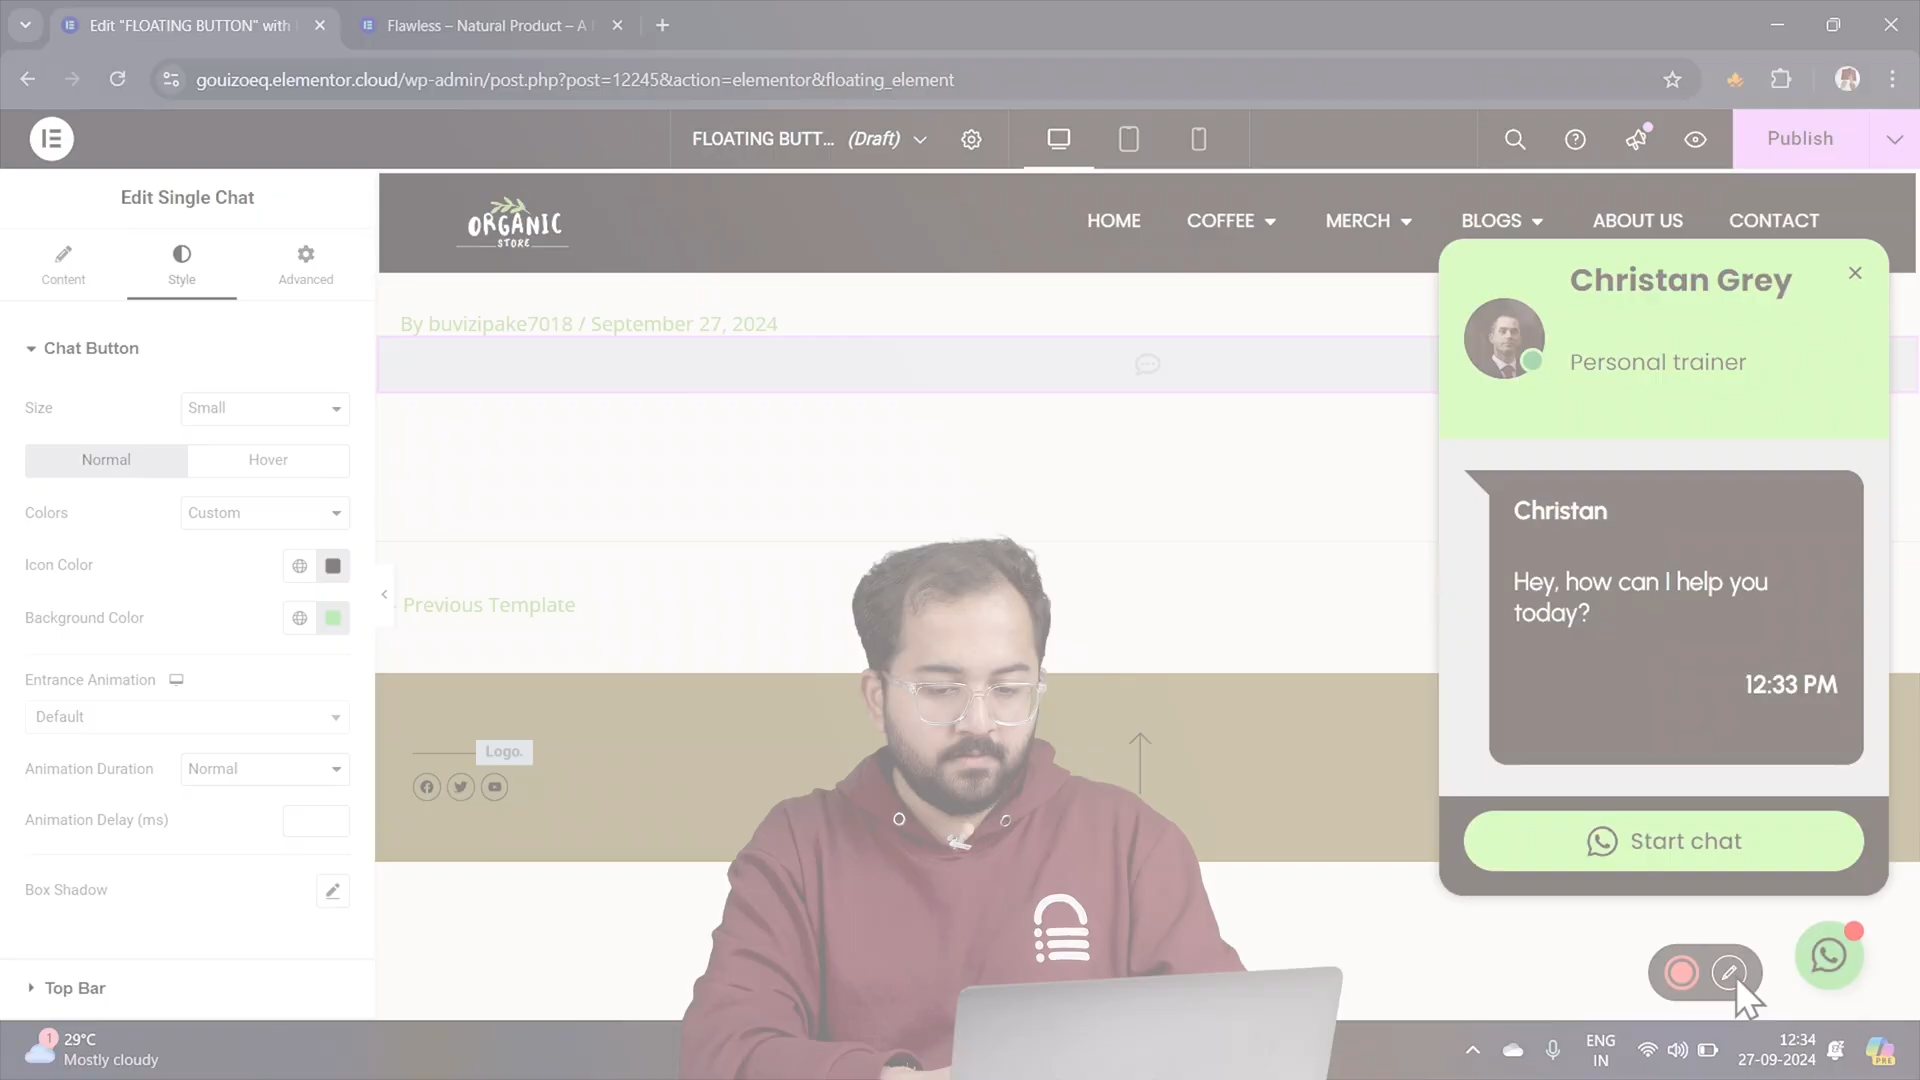 Edit "FLOATING BUTTON" with
Flawless – Natural Product – A
gouizoeq.elementor.cloud/wp-admin/post.php?post=12245&action=elementor&floating_element
FLOATING BUTT... (Draft)
Publish
Edit Single Chat
Content
Style
Advanced
Chat Button
Size
Small
Normal
Hover
Colors
Custom
Icon Color
Background Color
Entrance Animation
Default
Animation Duration
Normal
Animation Delay (ms)
Box Shadow
Top Bar
ORGANIC
STORE
HOME
COFFEE
MERCH
BLOGS
ABOUT US
CONTACT
By buvizipake7018 / September 27, 2024
Previous Template
Logo.
Christan Grey
Personal trainer
Christan
Hey, how can I help you
today?
12:33 PM
Start chat
1
29°C
Mostly cloudy
ENG
IN
12:34
27-09-2024
PRE